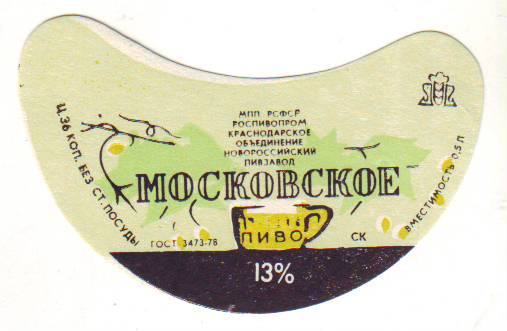 МПП РСФСР
РОСПИВОПРОМ
КРАСНОДАРСКОЕ
ОБЪЕДИНЕНИЕ
НОВОРОССИЙСКИЙ
ПИВЗАВОД
Ц. 36 КОП. БЕЗ СТ. ПОСУДЫ
МОСКОВСКОЕ
ВМЕСТИМОСТЬ 0,5 Л
ПИВО
ГОСТ 3473-78
СК
13%